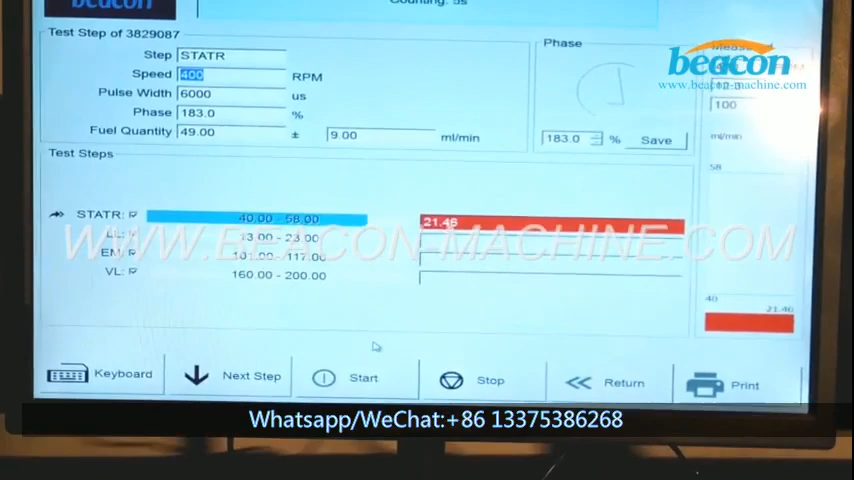 beacon
Counting: 5s
Test Step of 3829087
Step STATR
Speed 400 RPM
Pulse Width 6000 us
Phase 183.0 %
Fuel Quantity 49.00 ± 9.00 ml/min
Phase
183.0 % Save
beacon
www.beacon-machine.com
100
ml/min
58
Test Steps
STATR: 40.00 - 58.00 21.46
LL: 13.00 - 23.00
EM: 101.00 - 117.00
VL: 160.00 - 200.00
WWW.BEACON-MACHINE.COM
40
21.46
Keyboard Next Step Start Stop Return Print
Whatsapp/WeChat:+86 13375386268